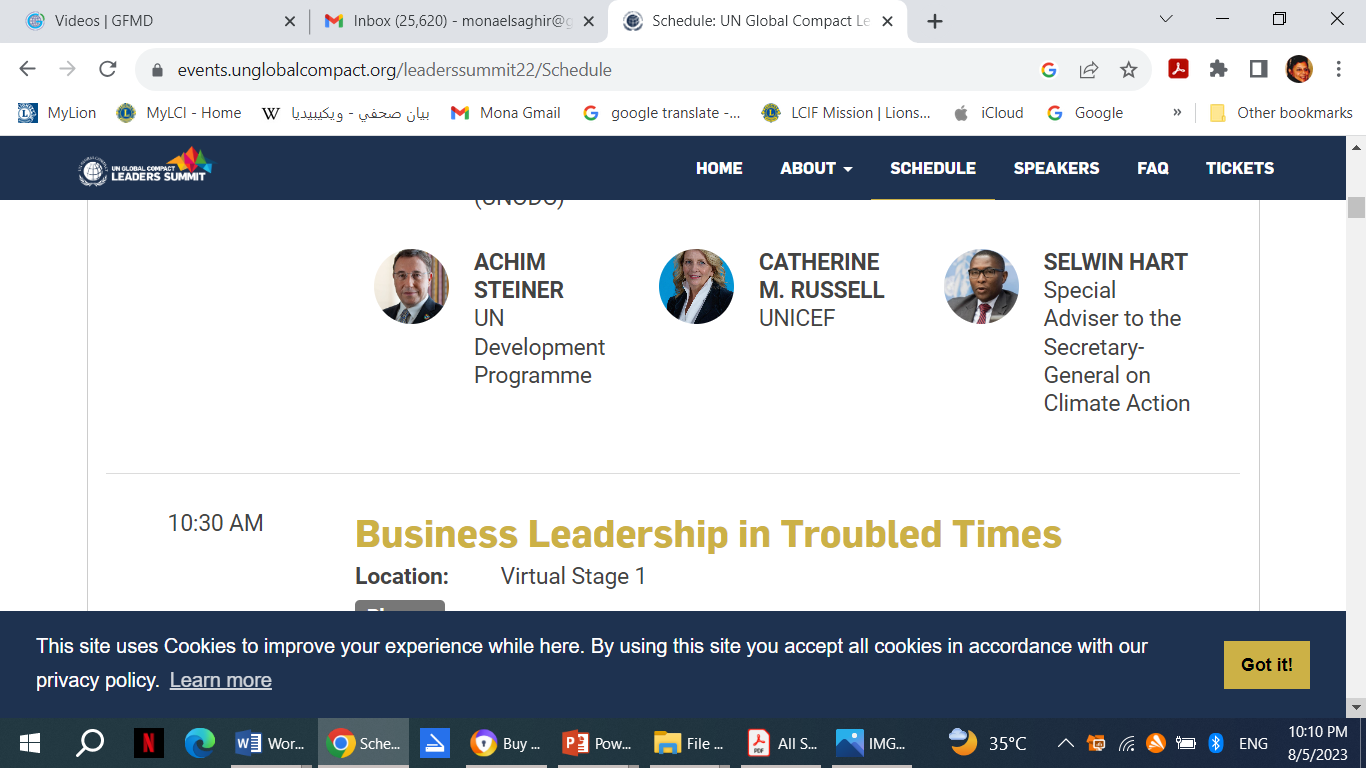 Videos | GFMD
Inbox (25,620) - monaelsaghir@g
Schedule: UN Global Compact Le
events.unglobalcompact.org/leaderssummit22/Schedule
MyLion
MyLCI - Home
بيان صحفي - ويكيبيديا
Mona Gmail
google translate -...
LCIF Mission | Lions...
iCloud
Google
»
Other bookmarks
UN GLOBAL COMPACT
LEADERS SUMMIT
HOME
ABOUT
SCHEDULE
SPEAKERS
FAQ
TICKETS
(UNODC)
ACHIM
STEINER
UN
Development
Programme
CATHERINE
M. RUSSELL
UNICEF
SELWIN HART
Special
Adviser to the
Secretary-
General on
Climate Action
10:30 AM
Business Leadership in Troubled Times
Location: Virtual Stage 1
This site uses Cookies to improve your experience while here. By using this site you accept all cookies in accordance with our
privacy policy. Learn more
Got it!
Wor...
Sche...
Buy ...
Pow...
File ...
All S...
IMG...
35°C
ENG
10:10 PM
8/5/2023